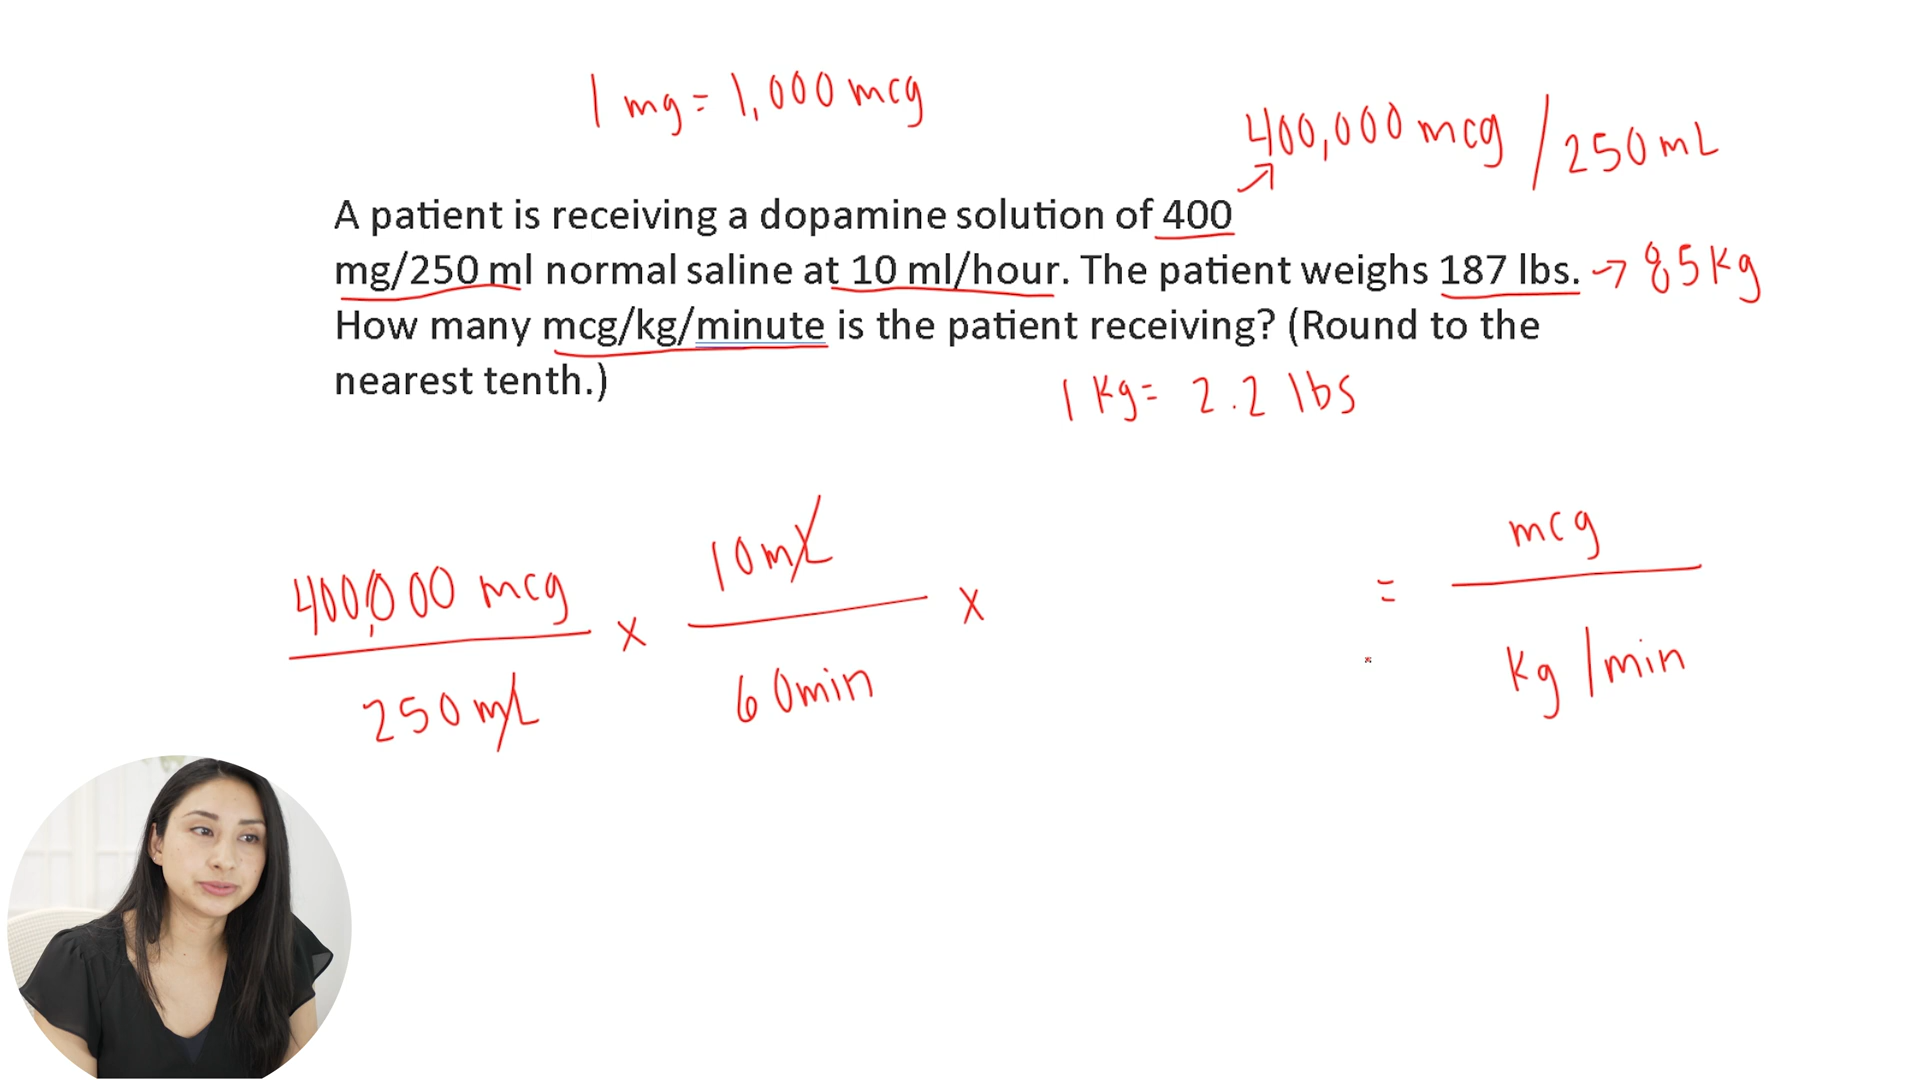 1 mg = 1,000 mcg
400,000 mcg / 250 mL
A patient is receiving a dopamine solution of 400
mg/250 ml normal saline at 10 ml/hour. The patient weighs 187 lbs. → 85 kg
How many mcg/kg/minute is the patient receiving? (Round to the
nearest tenth.)
1 kg = 2.2 lbs
400,000 mcg x 10 mL x = mcg
250 mL 60 min kg / min